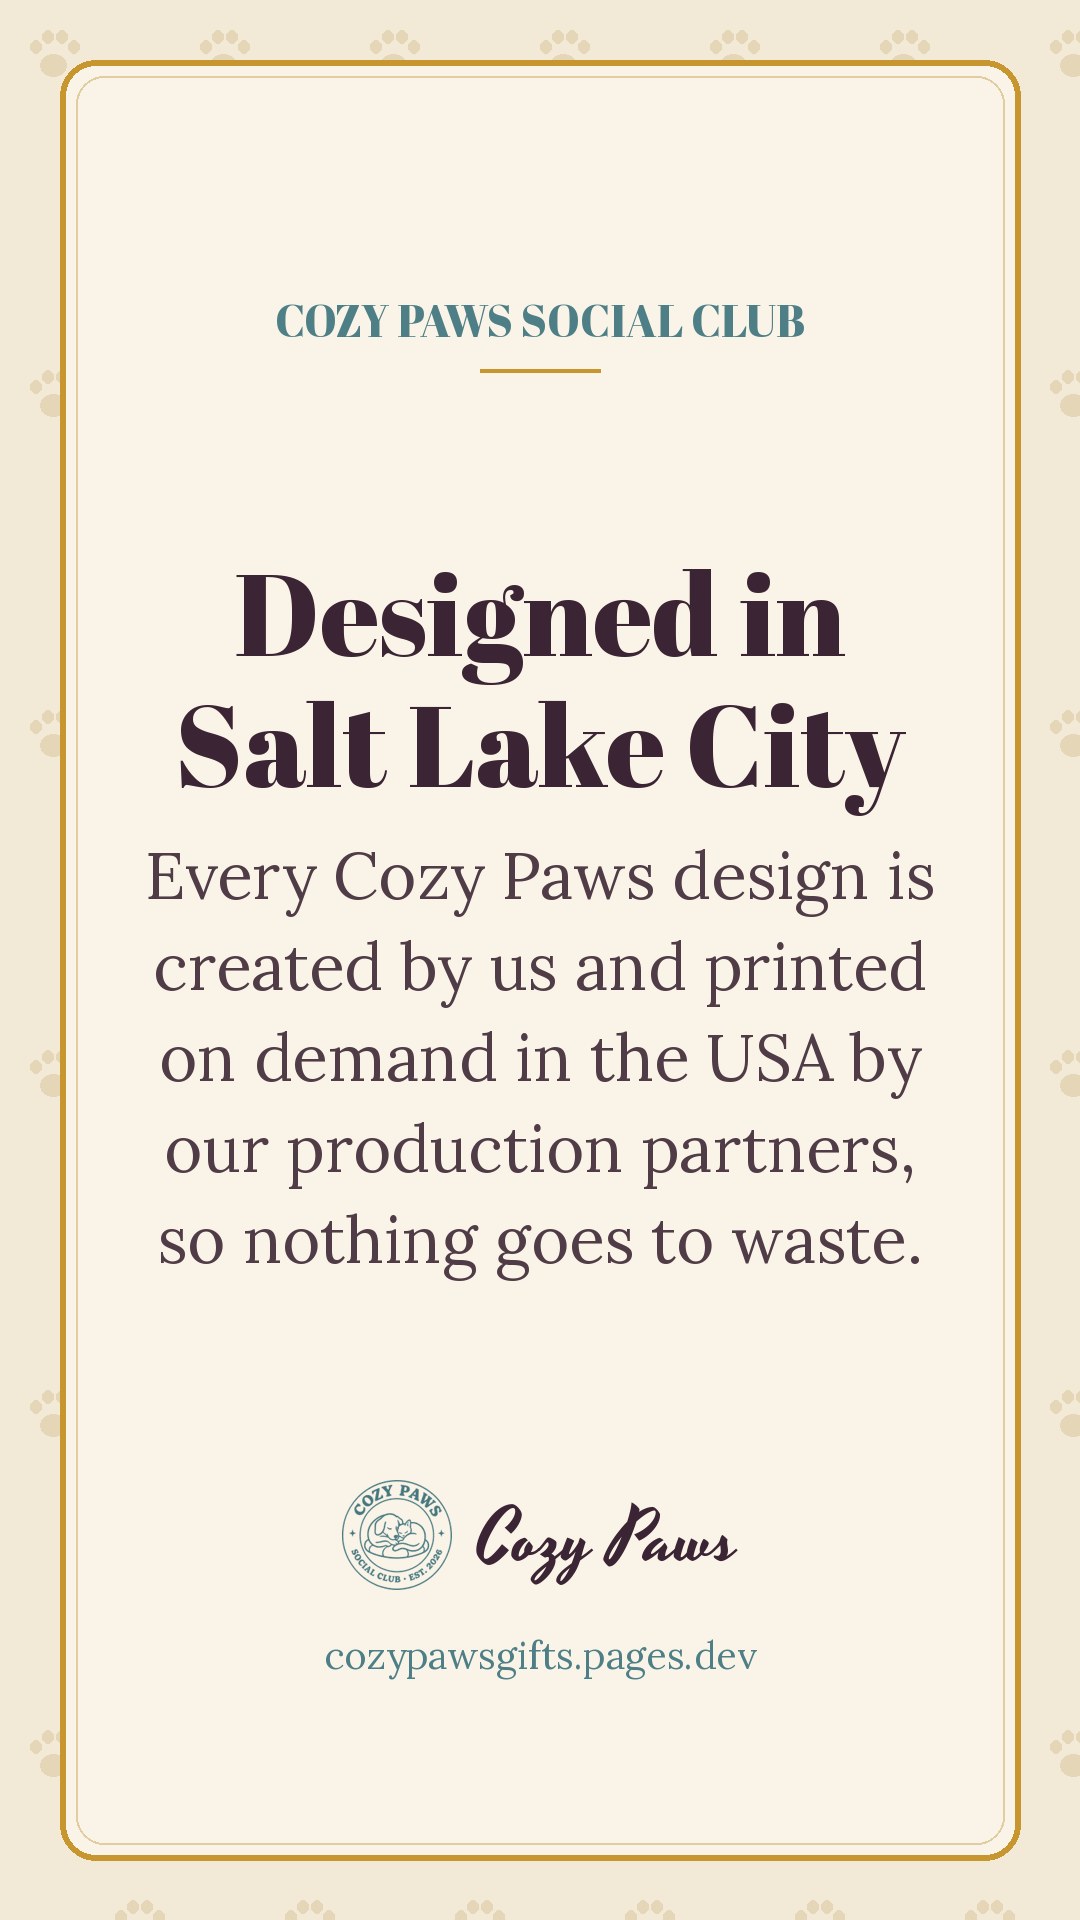 COZY PAWS SOCIAL CLUB
Designed in
Salt Lake City
Every Cozy Paws design is
created by us and printed
on demand in the USA by
our production partners,
so nothing goes to waste.
COZY PAWS
SOCIAL CLUB · EST. 2026
Cozy Paws
cozypawsgifts.pages.dev